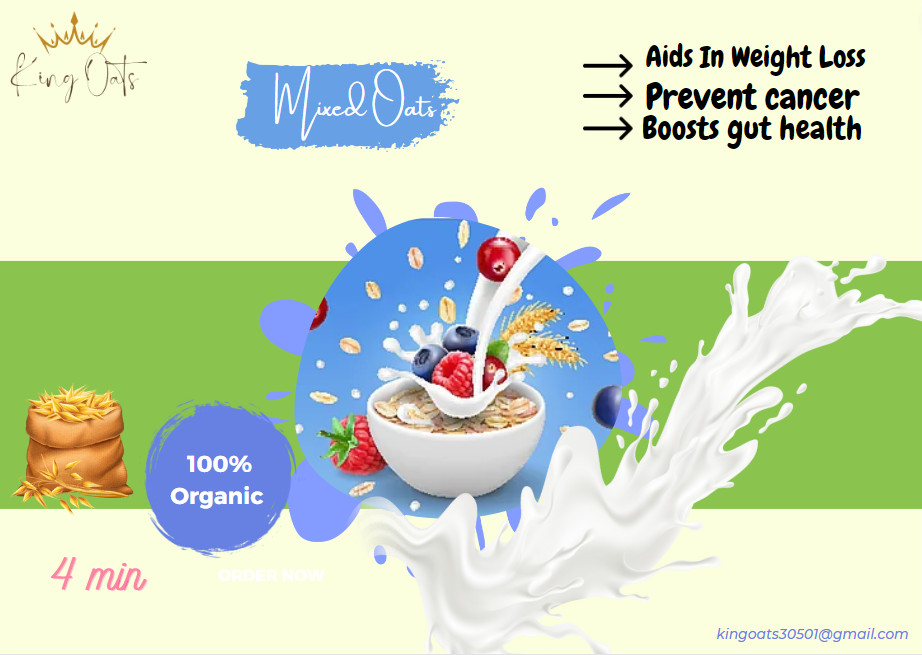 King Oats
Mixed Oats
Aids In Weight Loss
Prevent cancer
Boosts gut health
100%
Organic
4 min
ORDER NOW
kingoats30501@gmail.com